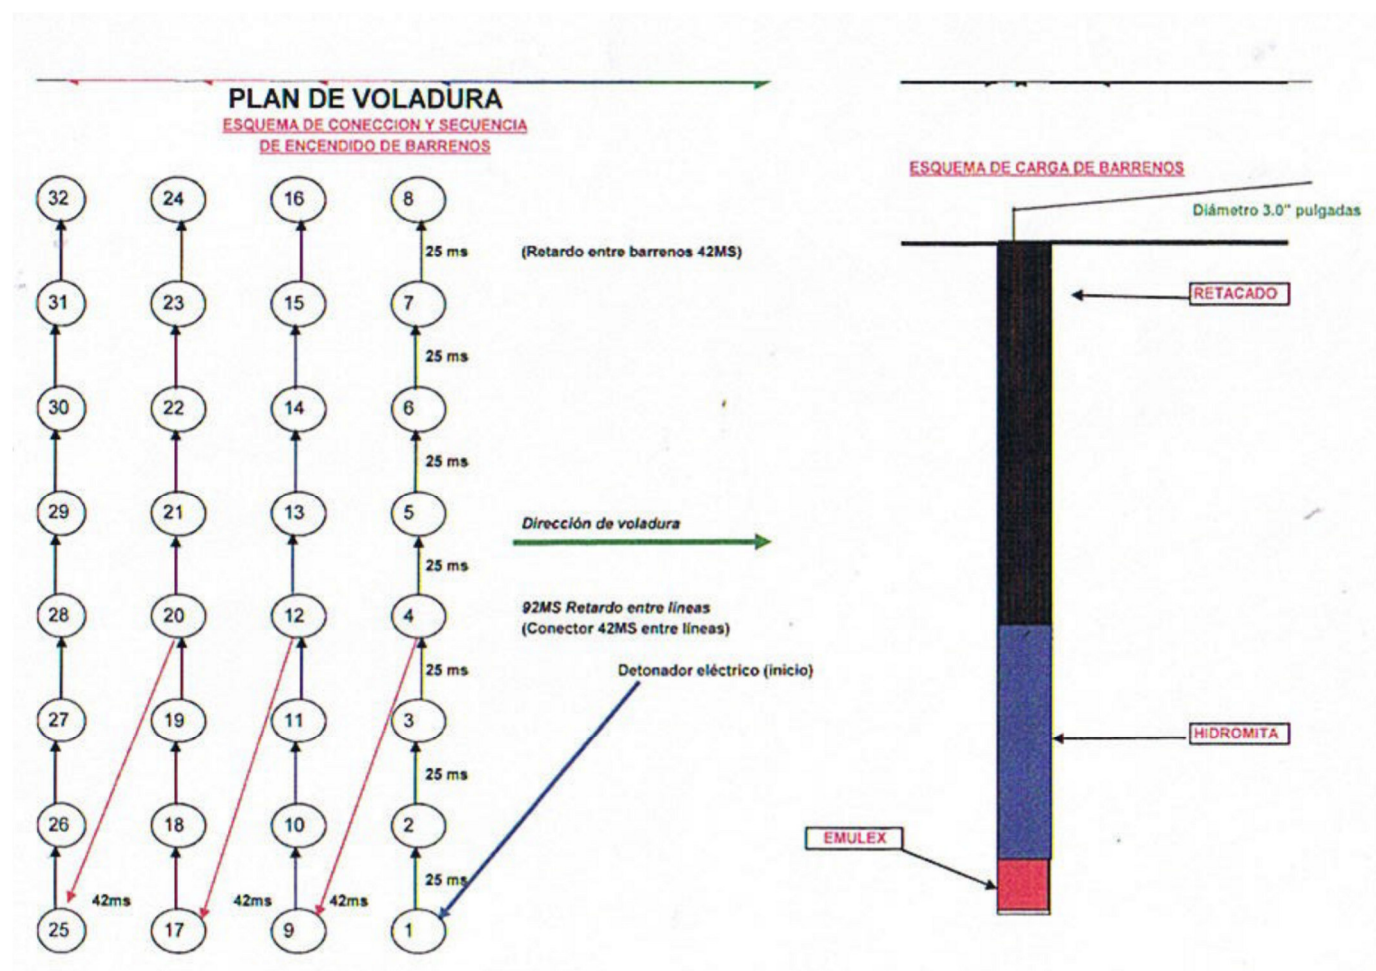 PLAN DE VOLADURA
ESQUEMA DE CONECCION Y SECUENCIA
DE ENCENDIDO DE BARRENOS
32 24 16 8
25 ms
(Retardo entre barrenos 42MS)
31 23 15 7
25 ms
30 22 14 6
25 ms
29 21 13 5
Dirección de voladura
25 ms
28 20 12 4
92MS Retardo entre líneas
(Conector 42MS entre líneas)
25 ms
Detonador eléctrico (inicio)
27 19 11 3
25 ms
26 18 10 2
25 ms
42ms 42ms 42ms
25 17 9 1
ESQUEMA DE CARGA DE BARRENOS
Diámetro 3.0" pulgadas
RETACADO
HIDROMITA
EMULEX